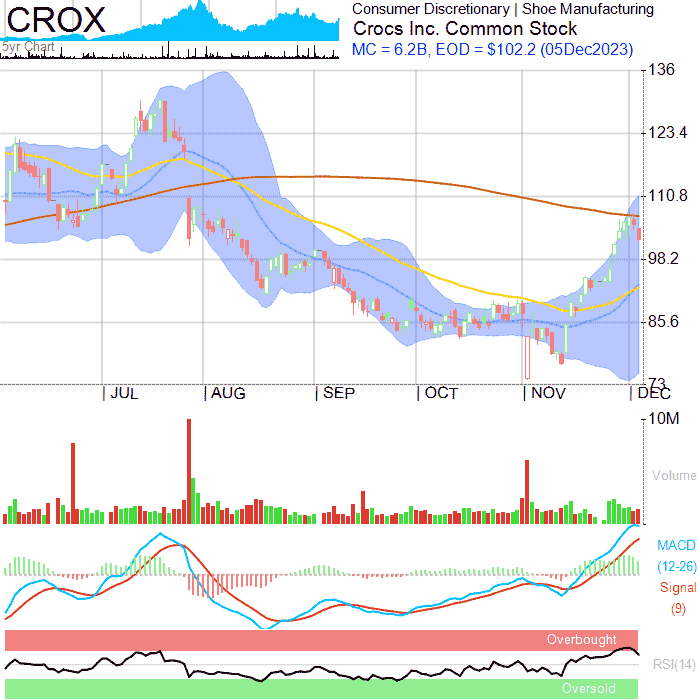 CROX
Consumer Discretionary | Shoe Manufacturing
Crocs Inc. Common Stock
MC = 6.2B, EOD = $102.2 (05Dec2023)
5yr Chart
136
123.4
110.8
98.2
85.6
73
JUL
AUG
SEP
OCT
NOV
DEC
10M
Volume
MACD
(12-26)
Signal
(9)
Overbought
RSI(14)
Oversold